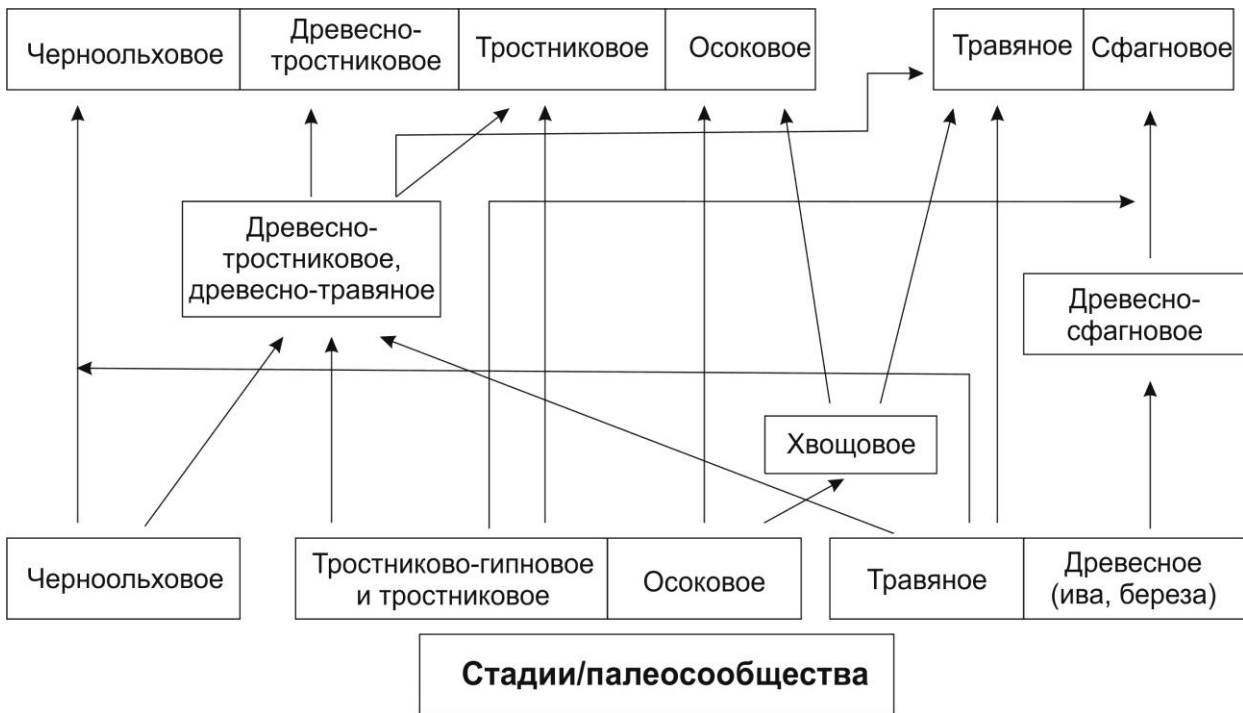 Черноольховое
Древесно-
тростниковое
Тростниковое
Осоковое
Травяное
Сфагновое
Древесно-
тростниковое,
древесно-травяное
Древесно-
сфагновое
Хвощовое
Черноольховое
Тростниково-гипновое
и тростниковое
Осоковое
Травяное
Древесное
(ива, береза)
Стадии/палеосообщества